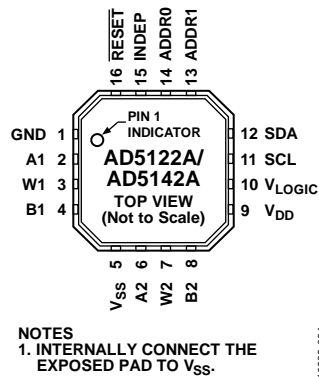 16 RESET
15 INDEP
14 ADDR0
13 ADDR1
PIN 1
INDICATOR
GND 1
A1 2
W1 3
B1 4
AD5122A/
AD5142A
TOP VIEW
(Not to Scale)
12 SDA
11 SCL
10 VLOGIC
9 VDD
5 VSS
6 A2
7 W2
8 B2
NOTES
1. INTERNALLY CONNECT THE
EXPOSED PAD TO VSS.